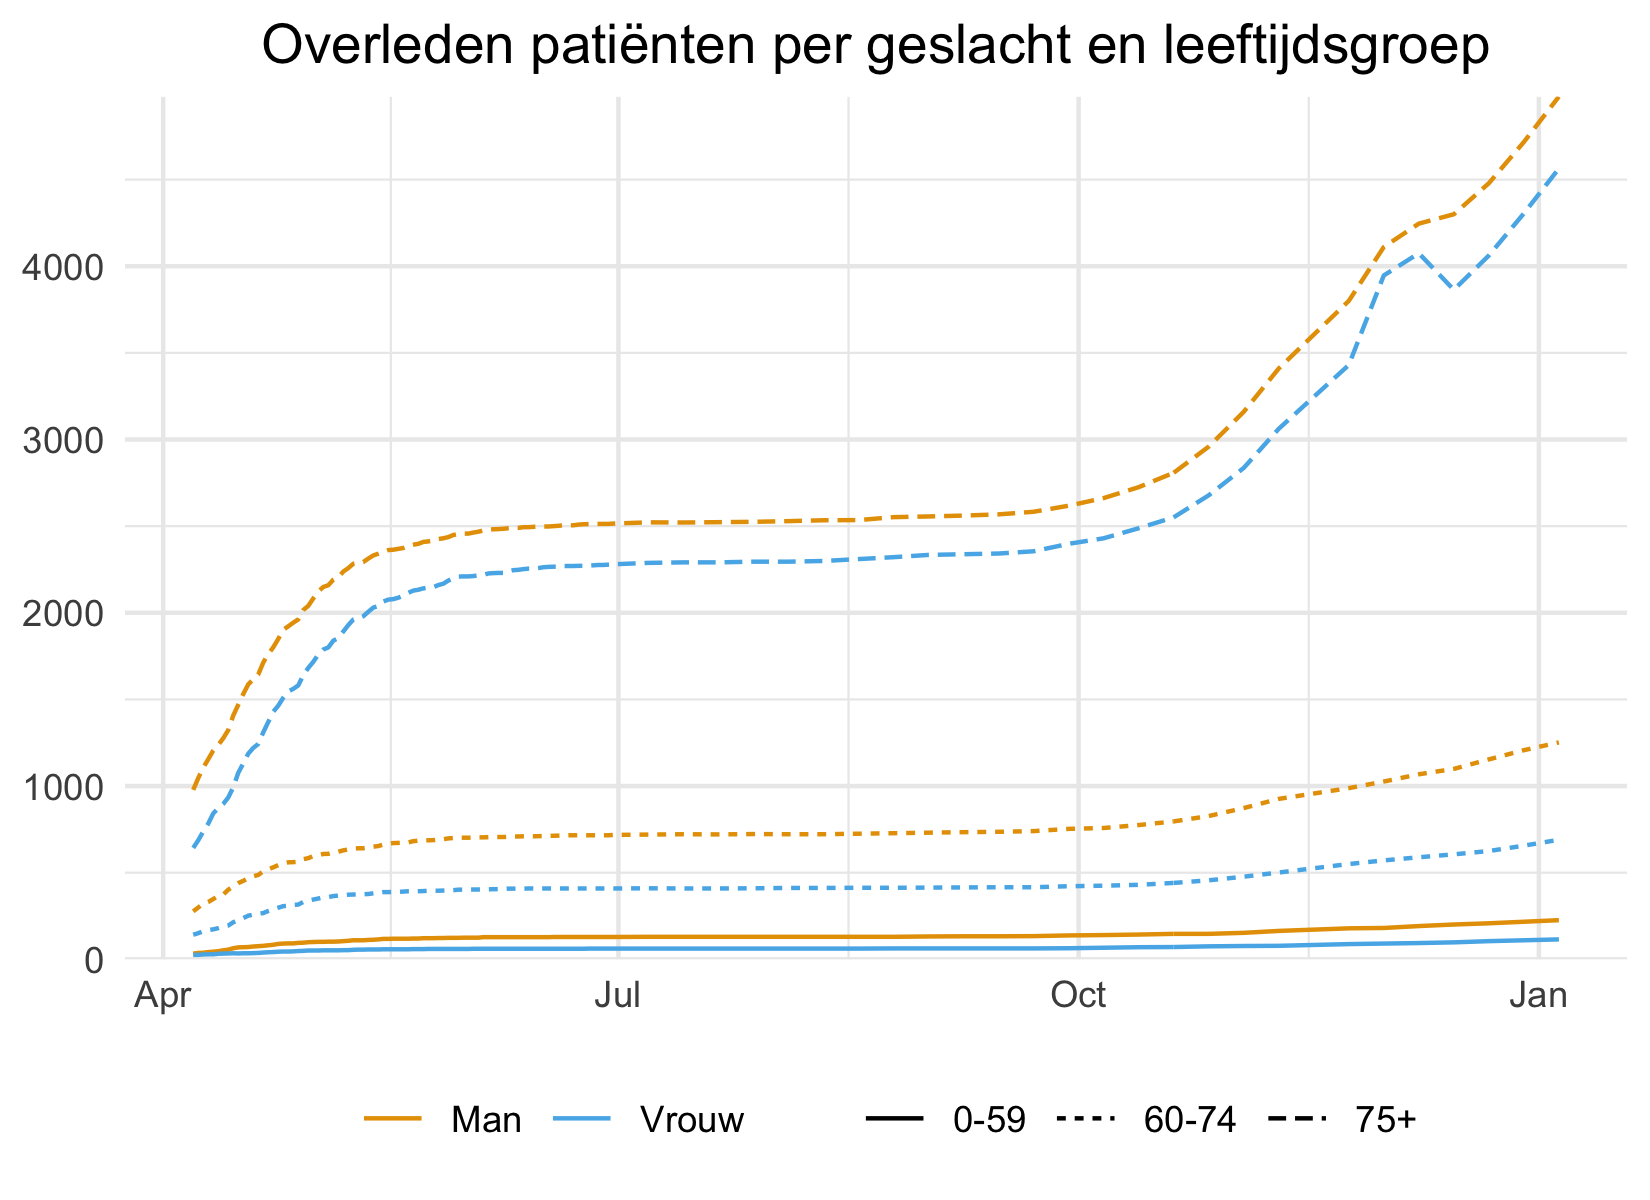 Overleden patiënten per geslacht en leeftijdsgroep
4000
3000
2000
1000
0
Apr Jul Oct Jan
Man Vrouw 0-59 60-74 75+